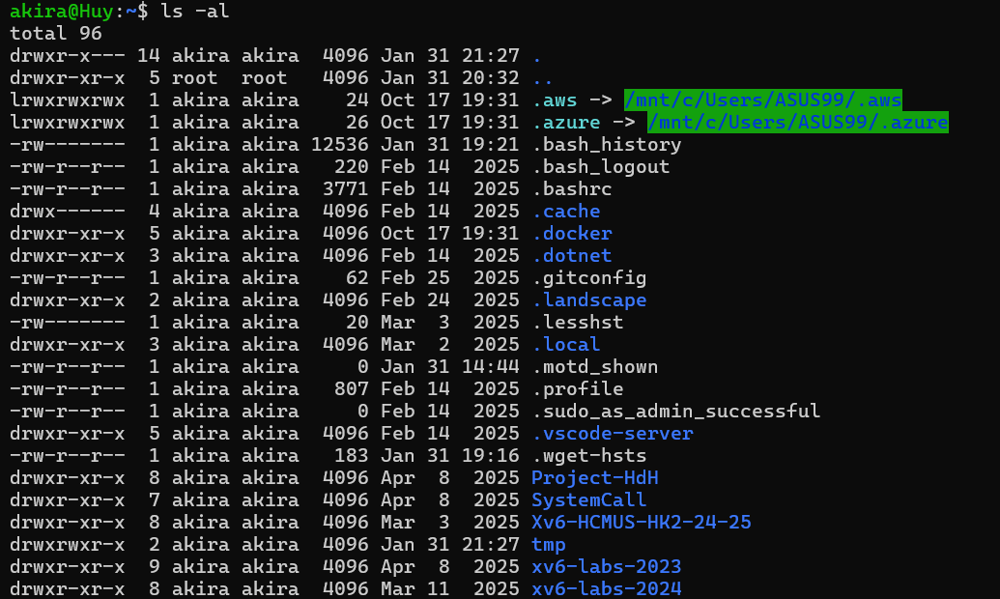 akira@Huy:~$ ls -al
total 96
drwxr-x--- 14 akira akira  4096 Jan 31 21:27 .
drwxr-xr-x  5 root  root   4096 Jan 31 20:32 ..
lrwxrwxrwx  1 akira akira    24 Oct 17 19:31 .aws -> /mnt/c/Users/ASUS99/.aws
lrwxrwxrwx  1 akira akira    26 Oct 17 19:31 .azure -> /mnt/c/Users/ASUS99/.azure
-rw-------  1 akira akira 12536 Jan 31 19:21 .bash_history
-rw-r--r--  1 akira akira   220 Feb 14  2025 .bash_logout
-rw-r--r--  1 akira akira  3771 Feb 14  2025 .bashrc
drwx------  4 akira akira  4096 Feb 14  2025 .cache
drwxr-xr-x  5 akira akira  4096 Oct 17 19:31 .docker
drwxr-xr-x  3 akira akira  4096 Feb 14  2025 .dotnet
-rw-r--r--  1 akira akira    62 Feb 25  2025 .gitconfig
drwxr-xr-x  2 akira akira  4096 Feb 24  2025 .landscape
-rw-------  1 akira akira    20 Mar  3  2025 .lesshst
drwxr-xr-x  3 akira akira  4096 Mar  2  2025 .local
-rw-r--r--  1 akira akira     0 Jan 31 14:44 .motd_shown
-rw-r--r--  1 akira akira   807 Feb 14  2025 .profile
-rw-r--r--  1 akira akira     0 Feb 14  2025 .sudo_as_admin_successful
drwxr-xr-x  5 akira akira  4096 Feb 14  2025 .vscode-server
-rw-r--r--  1 akira akira   183 Jan 31 19:16 .wget-hsts
drwxr-xr-x  8 akira akira  4096 Apr  8  2025 Project-HdH
drwxr-xr-x  7 akira akira  4096 Apr  8  2025 SystemCall
drwxr-xr-x  8 akira akira  4096 Mar  3  2025 Xv6-HCMUS-HK2-24-25
drwxrwxr-x  2 akira akira  4096 Jan 31 21:27 tmp
drwxr-xr-x  9 akira akira  4096 Apr  8  2025 xv6-labs-2023
drwxr-xr-x  8 akira akira  4096 Mar 11  2025 xv6-labs-2024